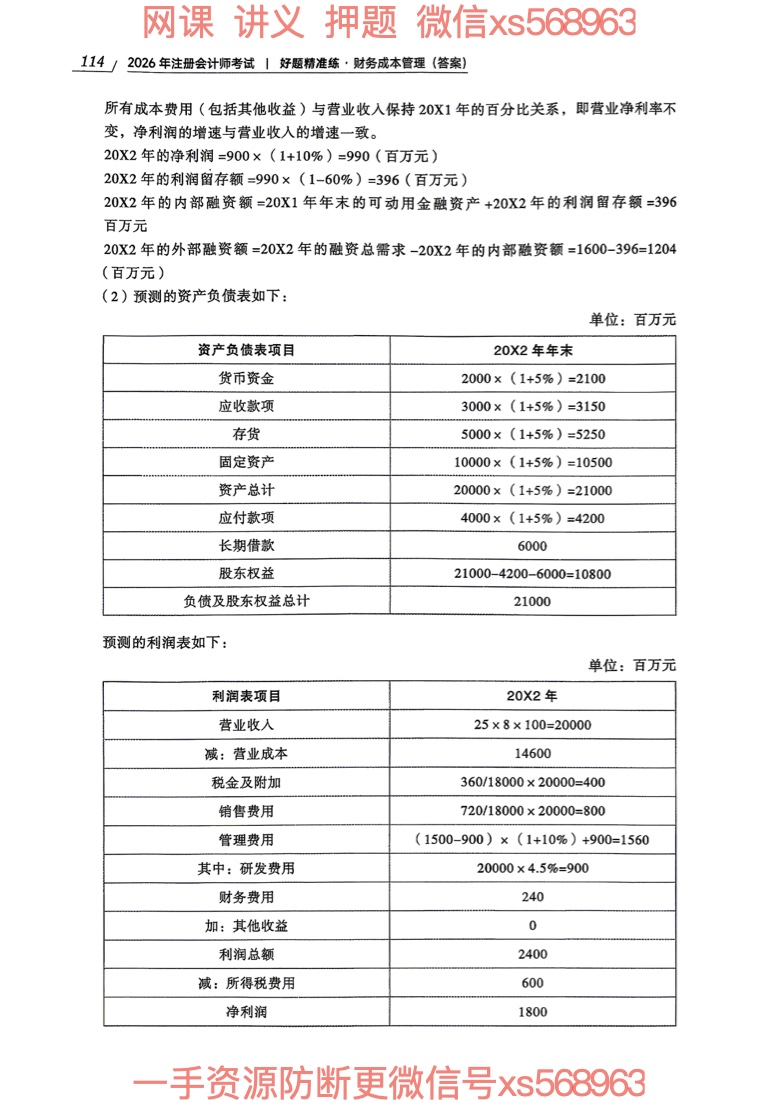 网课 讲义 押题 微信xs568963
114 / 2026年注册会计师考试 | 好题精准练·财务成本管理（答案）
所有成本费用（包括其他收益）与营业收入保持20X1年的百分比关系，即营业净利率不
变，净利润的增速与营业收入的增速一致。
20X2年的净利润=900×（1+10%）=990（百万元）
20X2年的利润留存额=990×（1-60%）=396（百万元）
20X2年的内部融资额=20X1年年末的可动用金融资产+20X2年的利润留存额=396
百万元
20X2年的外部融资额=20X2年的融资总需求-20X2年的内部融资额=1600-396=1204
（百万元）
（2）预测的资产负债表如下：
单位：百万元
资产负债表项目 20X2年年末
货币资金 2000×（1+5%）=2100
应收款项 3000×（1+5%）=3150
存货 5000×（1+5%）=5250
固定资产 10000×（1+5%）=10500
资产总计 20000×（1+5%）=21000
应付款项 4000×（1+5%）=4200
长期借款 6000
股东权益 21000-4200-6000=10800
负债及股东权益总计 21000
预测的利润表如下：
单位：百万元
利润表项目 20X2年
营业收入 25×8×100=20000
减：营业成本 14600
税金及附加 360/18000×20000=400
销售费用 720/18000×20000=800
管理费用 （1500-900）×（1+10%）+900=1560
其中：研发费用 20000×4.5%=900
财务费用 240
加：其他收益 0
利润总额 2400
减：所得税费用 600
净利润 1800
一手资源防断更微信号xs568963